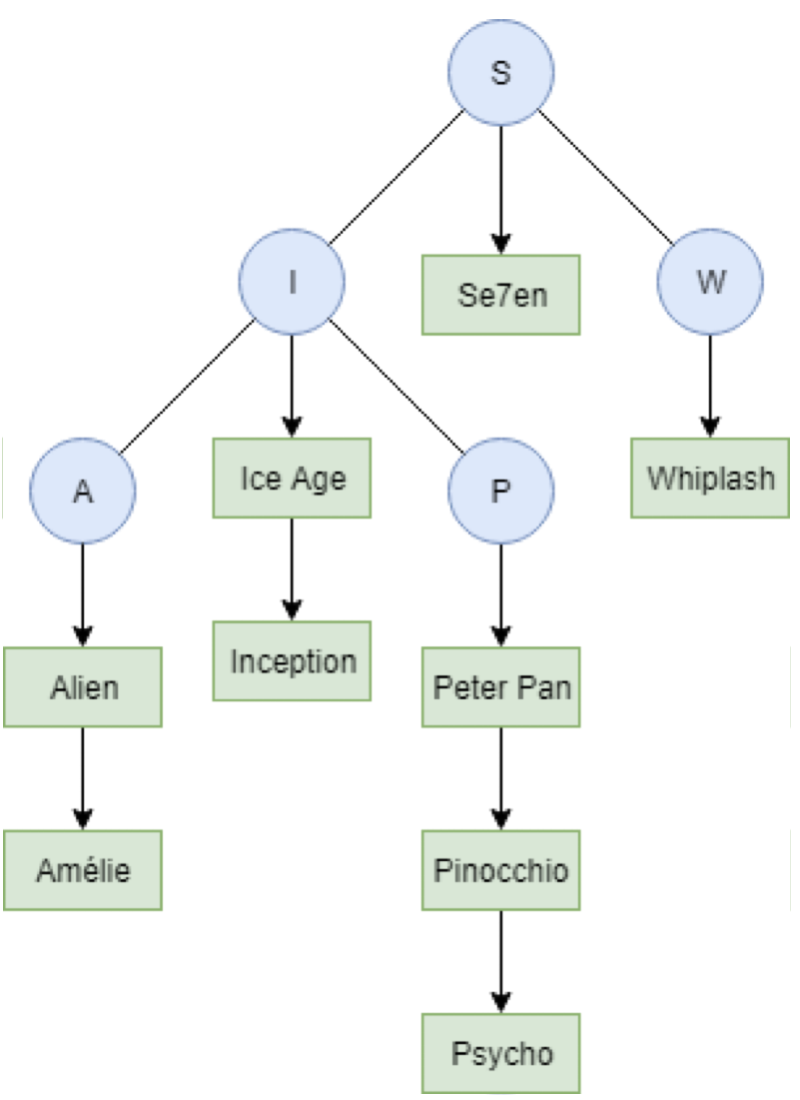 S
I
Se7en
W
A
Ice Age
P
Whiplash
Inception
Alien
Peter Pan
Amélie
Pinocchio
Psycho